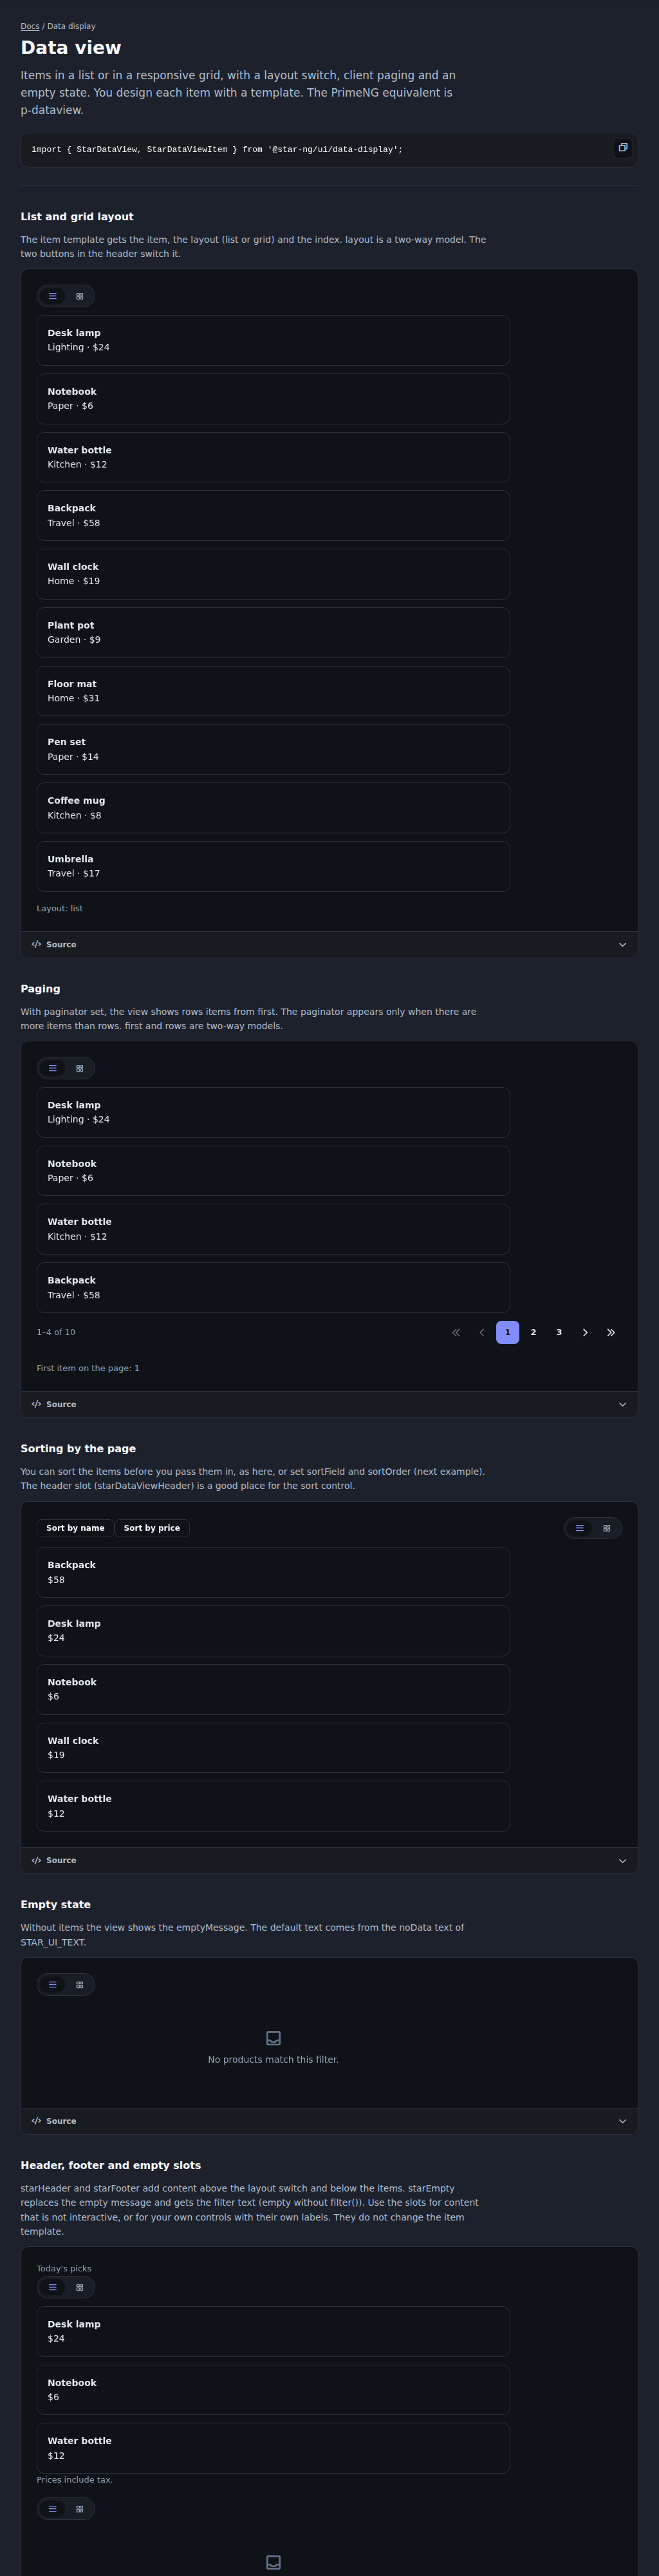 Docs / Data display
Data view
Items in a list or in a responsive grid, with a layout switch, client paging and an
empty state. You design each item with a template. The PrimeNG equivalent is
p-dataview.
import { StarDataView, StarDataViewItem } from '@star-ng/ui/data-display';
List and grid layout
The item template gets the item, the layout (list or grid) and the index. layout is a two-way model. The
two buttons in the header switch it.
Desk lamp
Lighting · $24
Notebook
Paper · $6
Water bottle
Kitchen · $12
Backpack
Travel · $58
Wall clock
Home · $19
Plant pot
Garden · $9
Floor mat
Home · $31
Pen set
Paper · $14
Coffee mug
Kitchen · $8
Umbrella
Travel · $17
Layout: list
Source
Paging
With paginator set, the view shows rows items from first. The paginator appears only when there are
more items than rows. first and rows are two-way models.
Desk lamp
Lighting · $24
Notebook
Paper · $6
Water bottle
Kitchen · $12
Backpack
Travel · $58
1–4 of 10 1 2 3
First item on the page: 1
Source
Sorting by the page
You can sort the items before you pass them in, as here, or set sortField and sortOrder (next example).
The header slot (starDataViewHeader) is a good place for the sort control.
Sort by name Sort by price
Backpack
$58
Desk lamp
$24
Notebook
$6
Wall clock
$19
Water bottle
$12
Source
Empty state
Without items the view shows the emptyMessage. The default text comes from the noData text of
STAR_UI_TEXT.
No products match this filter.
Source
Header, footer and empty slots
starHeader and starFooter add content above the layout switch and below the items. starEmpty
replaces the empty message and gets the filter text (empty without filter()). Use the slots for content
that is not interactive, or for your own controls with their own labels. They do not change the item
template.
Today's picks
Desk lamp
$24
Notebook
$6
Water bottle
$12
Prices include tax.